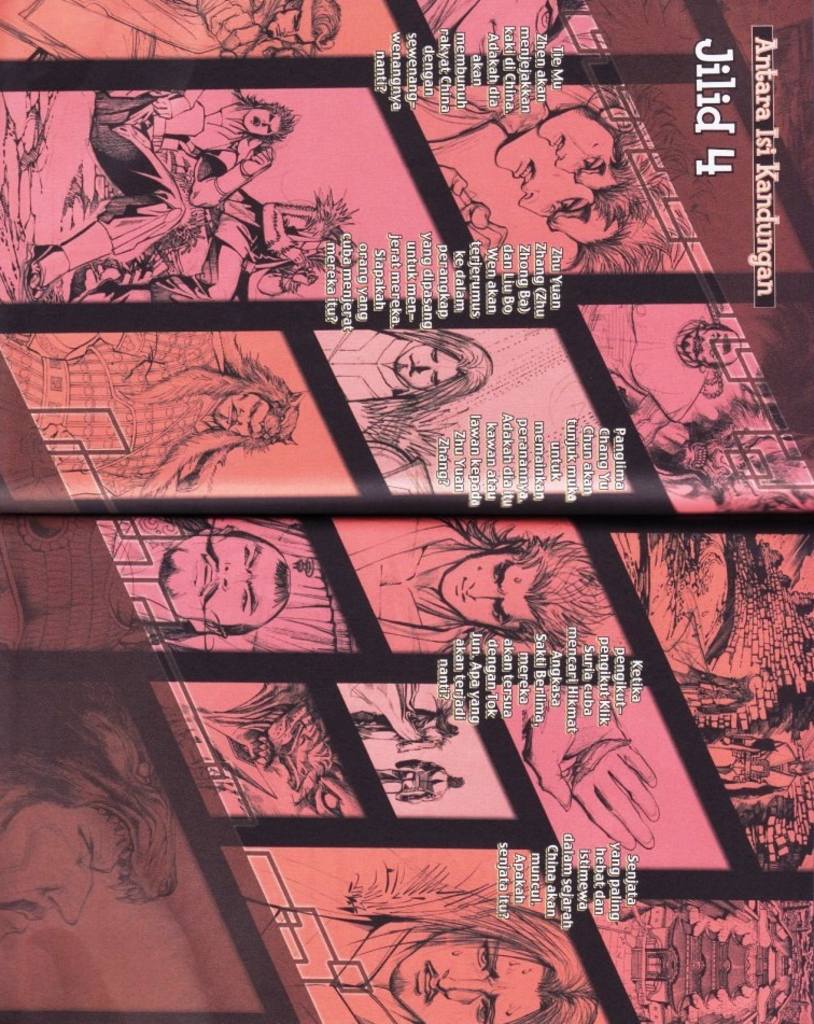 Antara Isi Kandungan
Jilid 4
Tie Mu
Zhen akan
menjejakkan
kaki di China.
Adakah dia
akan
membunuh
rakyat China
dengan
sewenang-
wenangnya
nanti?
Zhu Yuan
Zhang (Zhu
Zhong Ba)
dan Liu Bo
Wen akan
terjerumus
ke dalam
perangkap
yang dipasang
untuk men-
jerat mereka.
Siapakah
orang yang
cuba menjerat
mereka itu?
Panglima
Chang Yu
Chun akan
tunjuk muka
untuk
memainkan
peranannya.
Adakah dia itu
kawan atau
lawan kepada
Zhu Yuan
Zhang?
Ketika
pengikut-
pengikut Klik
Suria cuba
mencari Hikmat
Angkasa
Sakti Berlima,
mereka
akan tersua
dengan Tok
Jun. Apa yang
akan terjadi
nanti?
Senjata
yang paling
hebat dan
istimewa
dalam sejarah
China akan
muncul.
Apakah
senjata itu?